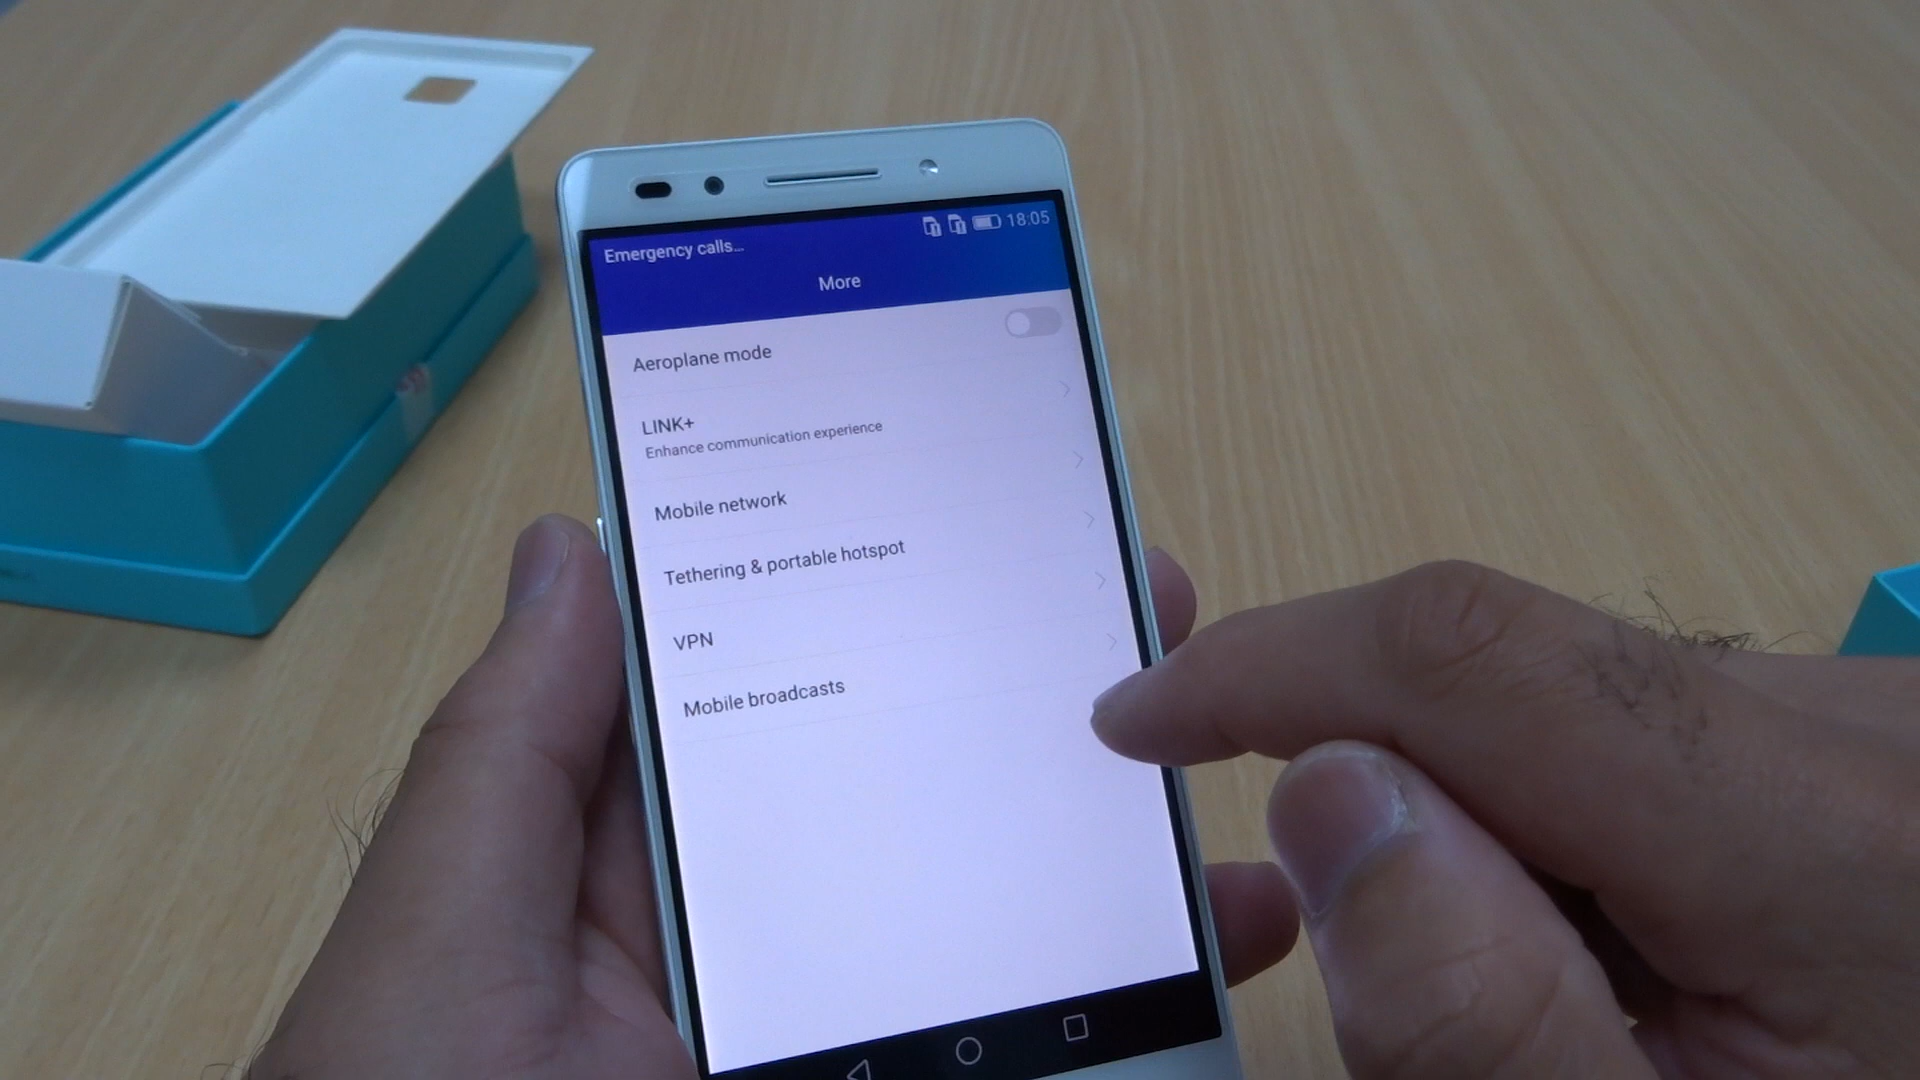 Emergency calls...
18:05
More
Aeroplane mode
LINK+
Enhance communication experience
Mobile network
Tethering & portable hotspot
VPN
Mobile broadcasts